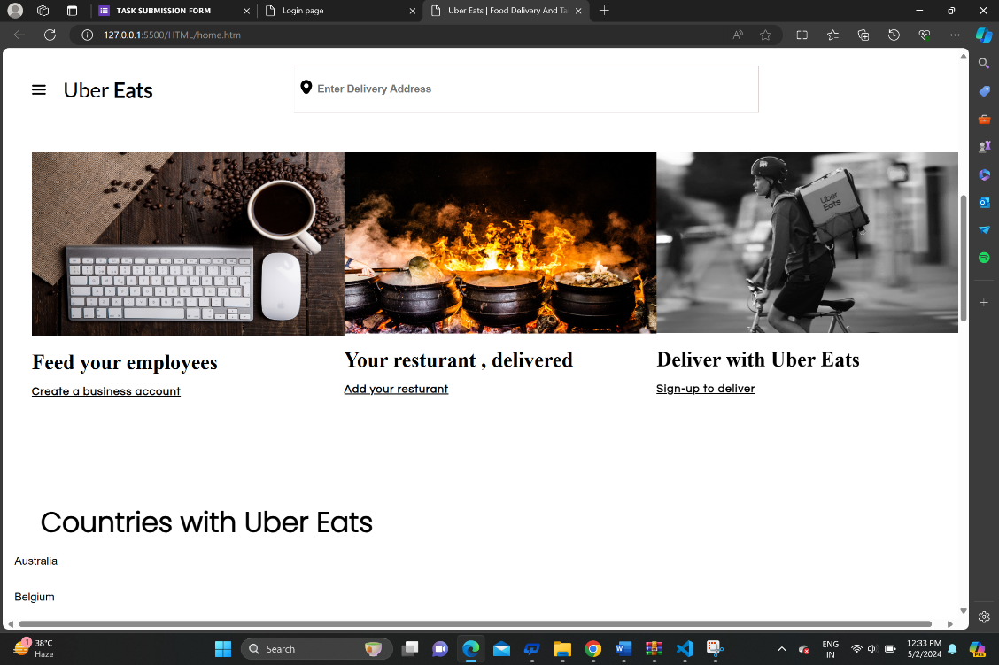 TASK SUBMISSION FORM
Login page
Uber Eats | Food Delivery And Ta
127.0.0.1:5500/HTML/home.htm
Uber Eats
Enter Delivery Address
Uber
Eats
Feed your employees
Your resturant , delivered
Deliver with Uber Eats
Create a business account
Add your resturant
Sign-up to deliver
Countries with Uber Eats
Australia
Belgium
1
38°C
Haze
Search
ENG
IN
12:33 PM
5/2/2024